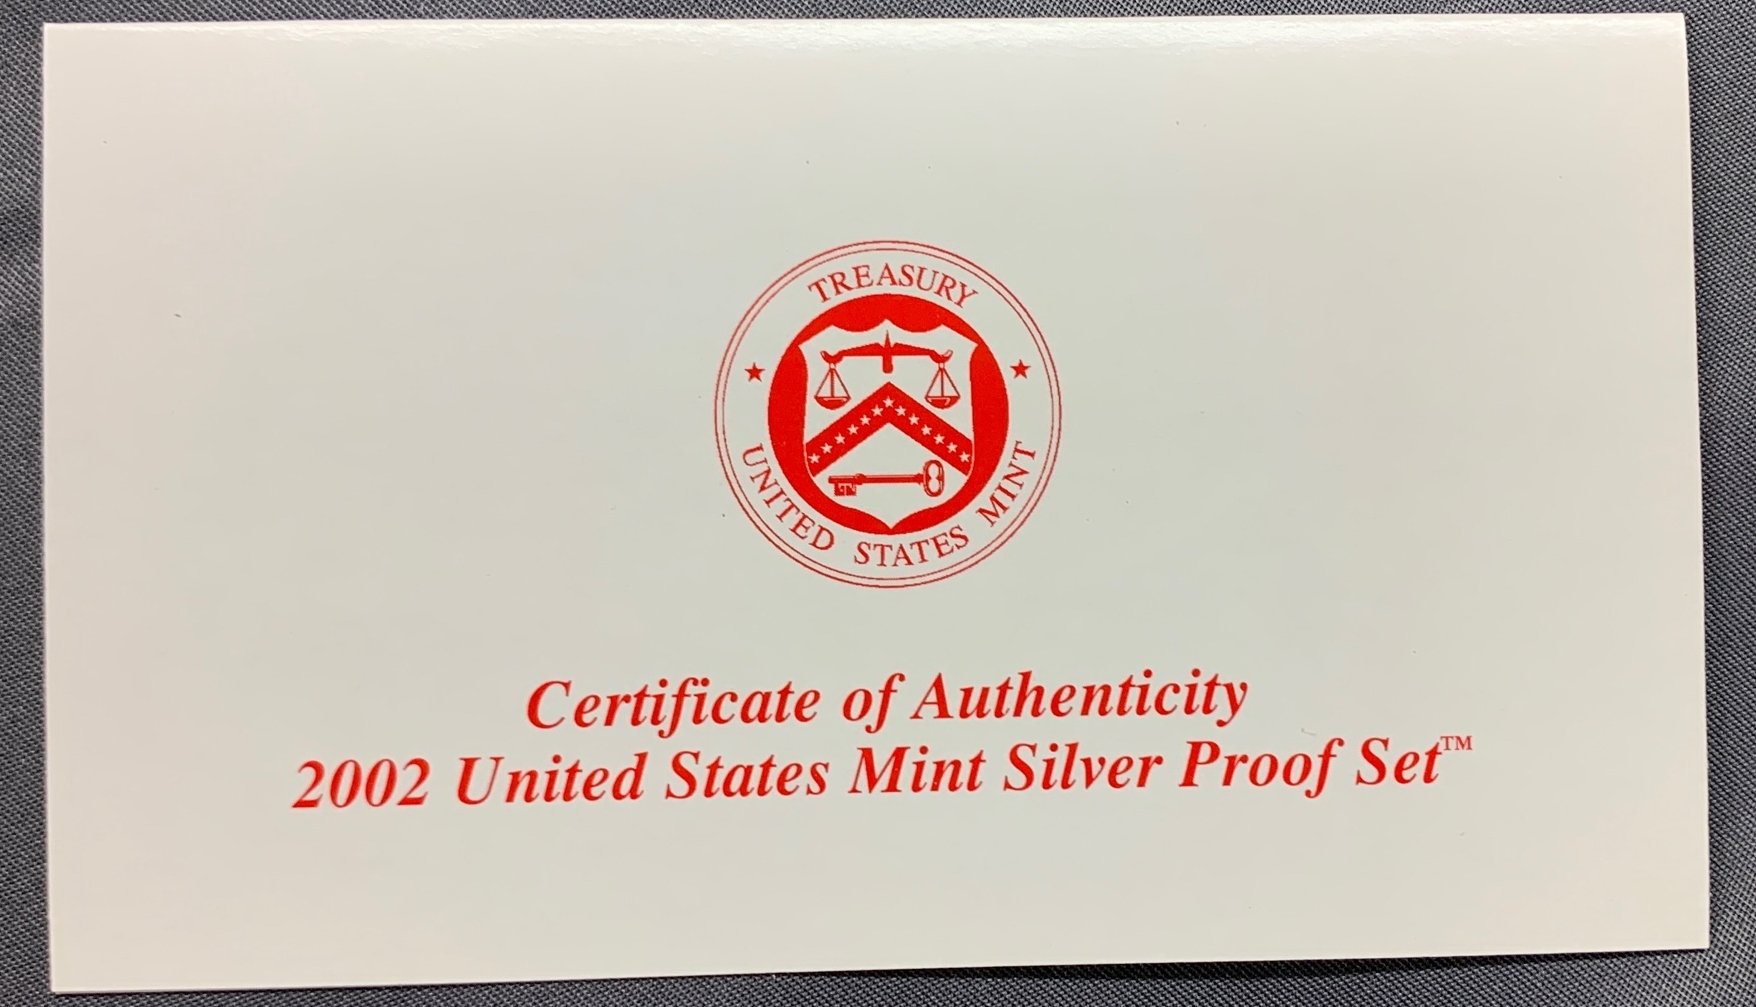 TREASURY
UNITED STATES MINT
Certificate of Authenticity
2002 United States Mint Silver Proof Set™